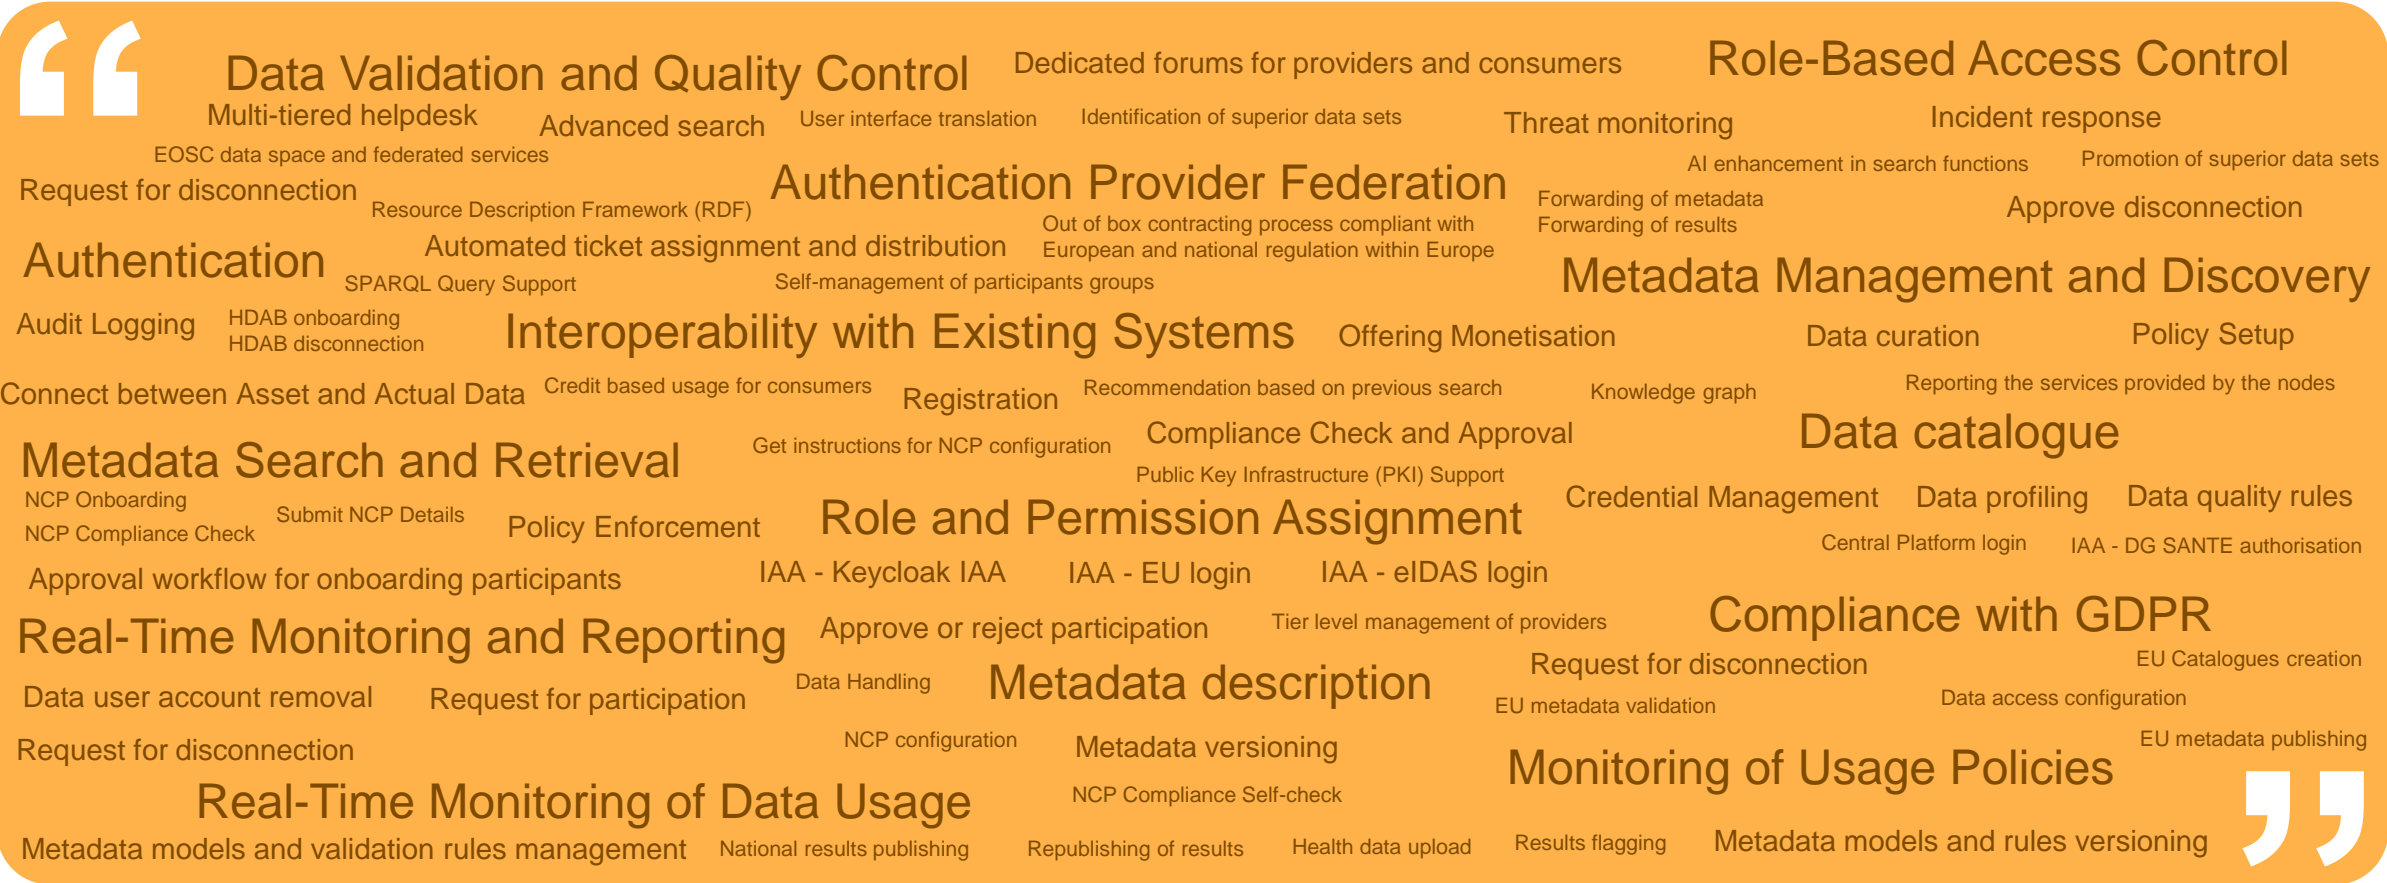 Data Validation and Quality Control
Dedicated forums for providers and consumers
Role-Based Access Control
Multi-tiered helpdesk
Advanced search
User interface translation
Identification of superior data sets
Threat monitoring
Incident response
EOSC data space and federated services
AI enhancement in search functions
Promotion of superior data sets
Request for disconnection
Resource Description Framework (RDF)
Authentication Provider Federation
Forwarding of metadata
Forwarding of results
Approve disconnection
Out of box contracting process compliant with
European and national regulation within Europe
Authentication
Automated ticket assignment and distribution
SPARQL Query Support
Self-management of participants groups
Metadata Management and Discovery
Audit Logging
HDAB onboarding
HDAB disconnection
Interoperability with Existing Systems
Offering Monetisation
Data curation
Policy Setup
Connect between Asset and Actual Data
Credit based usage for consumers
Registration
Recommendation based on previous search
Knowledge graph
Reporting the services provided by the nodes
Metadata Search and Retrieval
Get instructions for NCP configuration
Compliance Check and Approval
Data catalogue
Public Key Infrastructure (PKI) Support
NCP Onboarding
NCP Compliance Check
Submit NCP Details
Policy Enforcement
Role and Permission Assignment
Credential Management
Data profiling
Data quality rules
Central Platform login
IAA - DG SANTE authorisation
Approval workflow for onboarding participants
IAA - Keycloak IAA
IAA - EU login
IAA - eIDAS login
Real-Time Monitoring and Reporting
Approve or reject participation
Tier level management of providers
Compliance with GDPR
Request for disconnection
EU Catalogues creation
Data user account removal
Request for participation
Data Handling
Metadata description
EU metadata validation
Data access configuration
Request for disconnection
NCP configuration
Metadata versioning
EU metadata publishing
Monitoring of Usage Policies
Real-Time Monitoring of Data Usage
NCP Compliance Self-check
Metadata models and validation rules management
National results publishing
Republishing of results
Health data upload
Results flagging
Metadata models and rules versioning